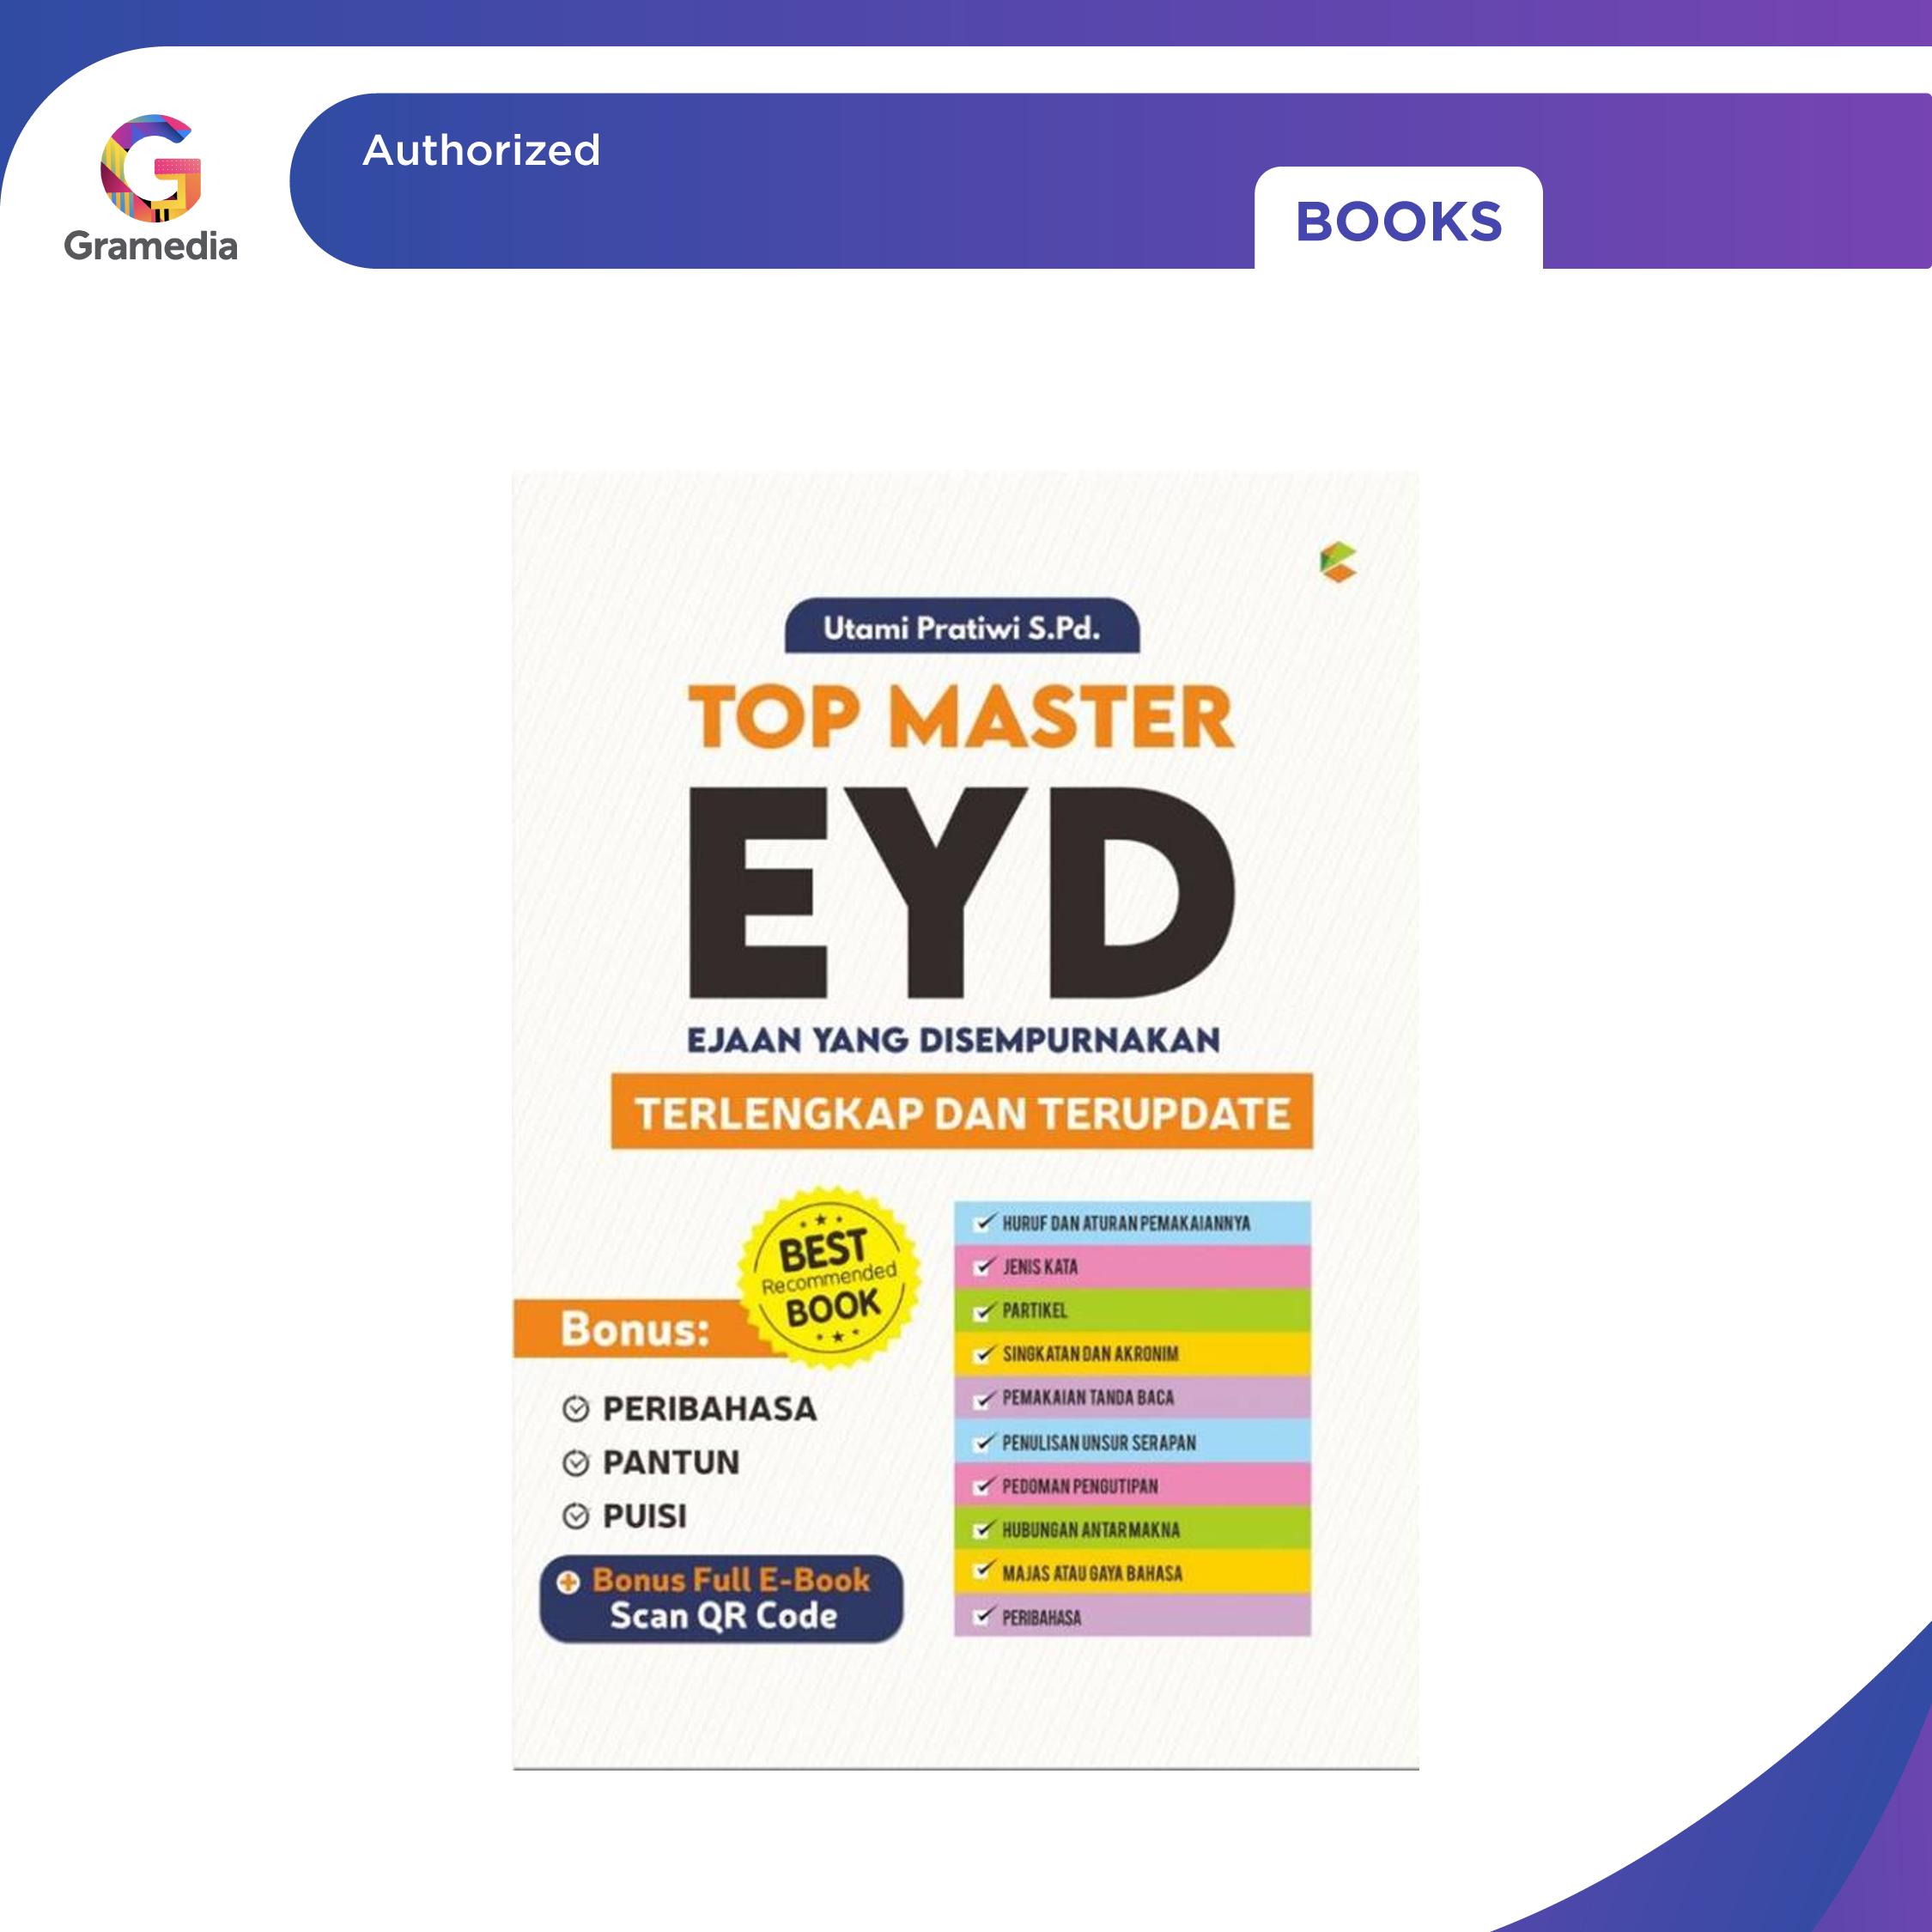 Gramedia
Authorized
BOOKS
Utami Pratiwi S.Pd.
TOP MASTER
EYD
EJAAN YANG DISEMPURNAKAN
TERLENGKAP DAN TERUPDATE
BEST
Recommended
BOOK
Bonus:
PERIBAHASA
PANTUN
PUISI
Bonus Full E-Book
Scan QR Code
HURUF DAN ATURAN PEMAKAIANNYA
JENIS KATA
PARTIKEL
SINGKATAN DAN AKRONIM
PEMAKAIAN TANDA BACA
PENULISAN UNSUR SERAPAN
PEDOMAN PENGUTIPAN
HUBUNGAN ANTARMAKNA
MAJAS ATAU GAYA BAHASA
PERIBAHASA